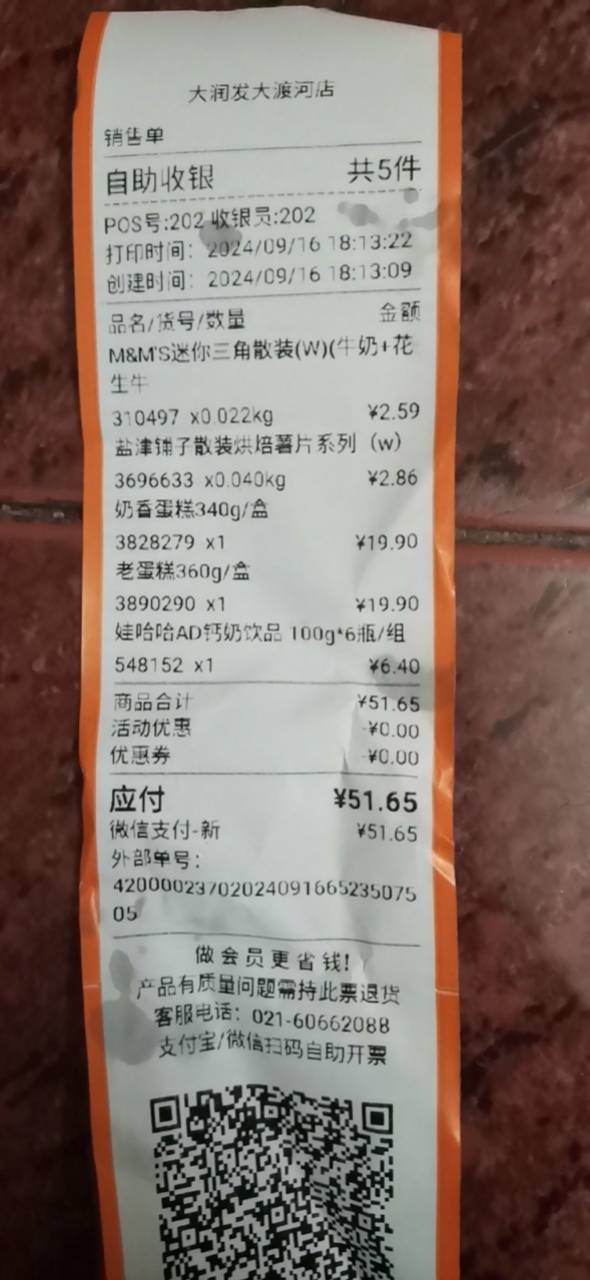 大润发大渡河店
销售单
自助收银 共5件
POS号:202 收银员:202
打印时间: 2024/09/16 18:13:22
创建时间: 2024/09/16 18:13:09
品名/货号/数量 金额
M&M'S迷你三角散装(W)(牛奶+花
生牛
310497 x0.022kg ¥2.59
盐津铺子散装烘焙薯片系列（w）
3696633 x0.040kg ¥2.86
奶香蛋糕340g/盒
3828279 x1 ¥19.90
老蛋糕360g/盒
3890290 x1 ¥19.90
娃哈哈AD钙奶饮品 100g*6瓶/组
548152 x1 ¥6.40
商品合计 ¥51.65
活动优惠 -¥0.00
优惠券 -¥0.00
应付 ¥51.65
微信支付-新 ¥51.65
外部单号:
42000023702024091665235075
05
做会员更省钱!
产品有质量问题需持此票退货
客服电话: 021-60662088
支付宝/微信扫码自助开票